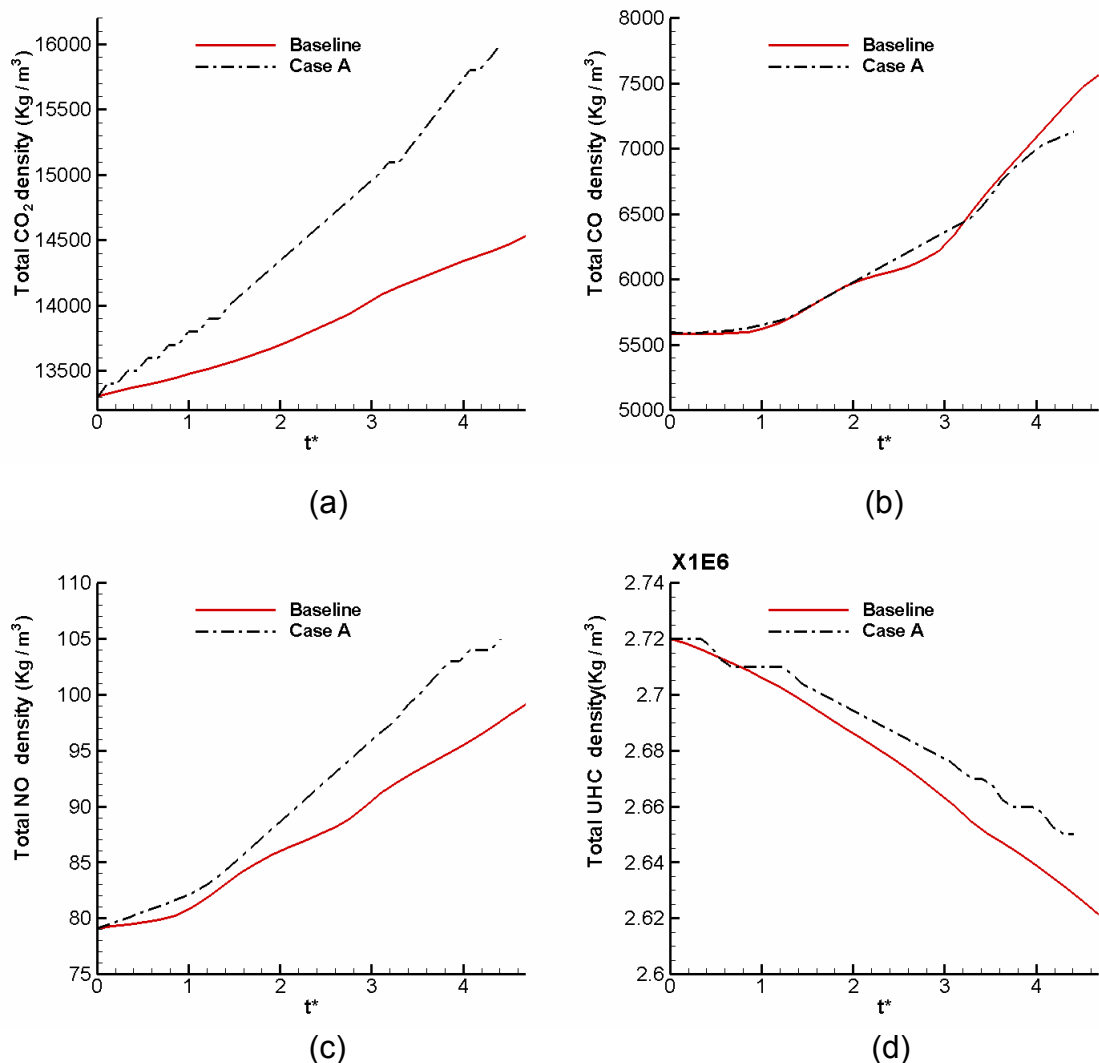 Total CO2 density (Kg / m3)
16000
15500
15000
14500
14000
13500
Baseline
Case A
0 1 2 3 4
t*
(a)
Total CO density (Kg / m3)
8000
7500
7000
6500
6000
5500
5000
Baseline
Case A
0 1 2 3 4
t*
(b)
Total NO density (Kg / m3)
110
105
100
95
90
85
80
75
Baseline
Case A
0 1 2 3 4
t*
(c)
X1E6
Total UHC density(Kg / m3)
2.74
2.72
2.7
2.68
2.66
2.64
2.62
2.6
Baseline
Case A
0 1 2 3 4
t*
(d)